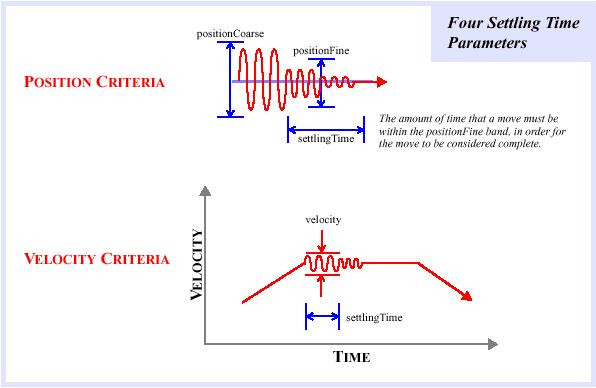 Four Settling Time
Parameters
positionCoarse
positionFine
POSITION CRITERIA
settlingTime
The amount of time that a move must be
within the positionFine band, in order for
the move to be considered complete.
velocity
VELOCITY CRITERIA
VELOCITY
settlingTime
TIME